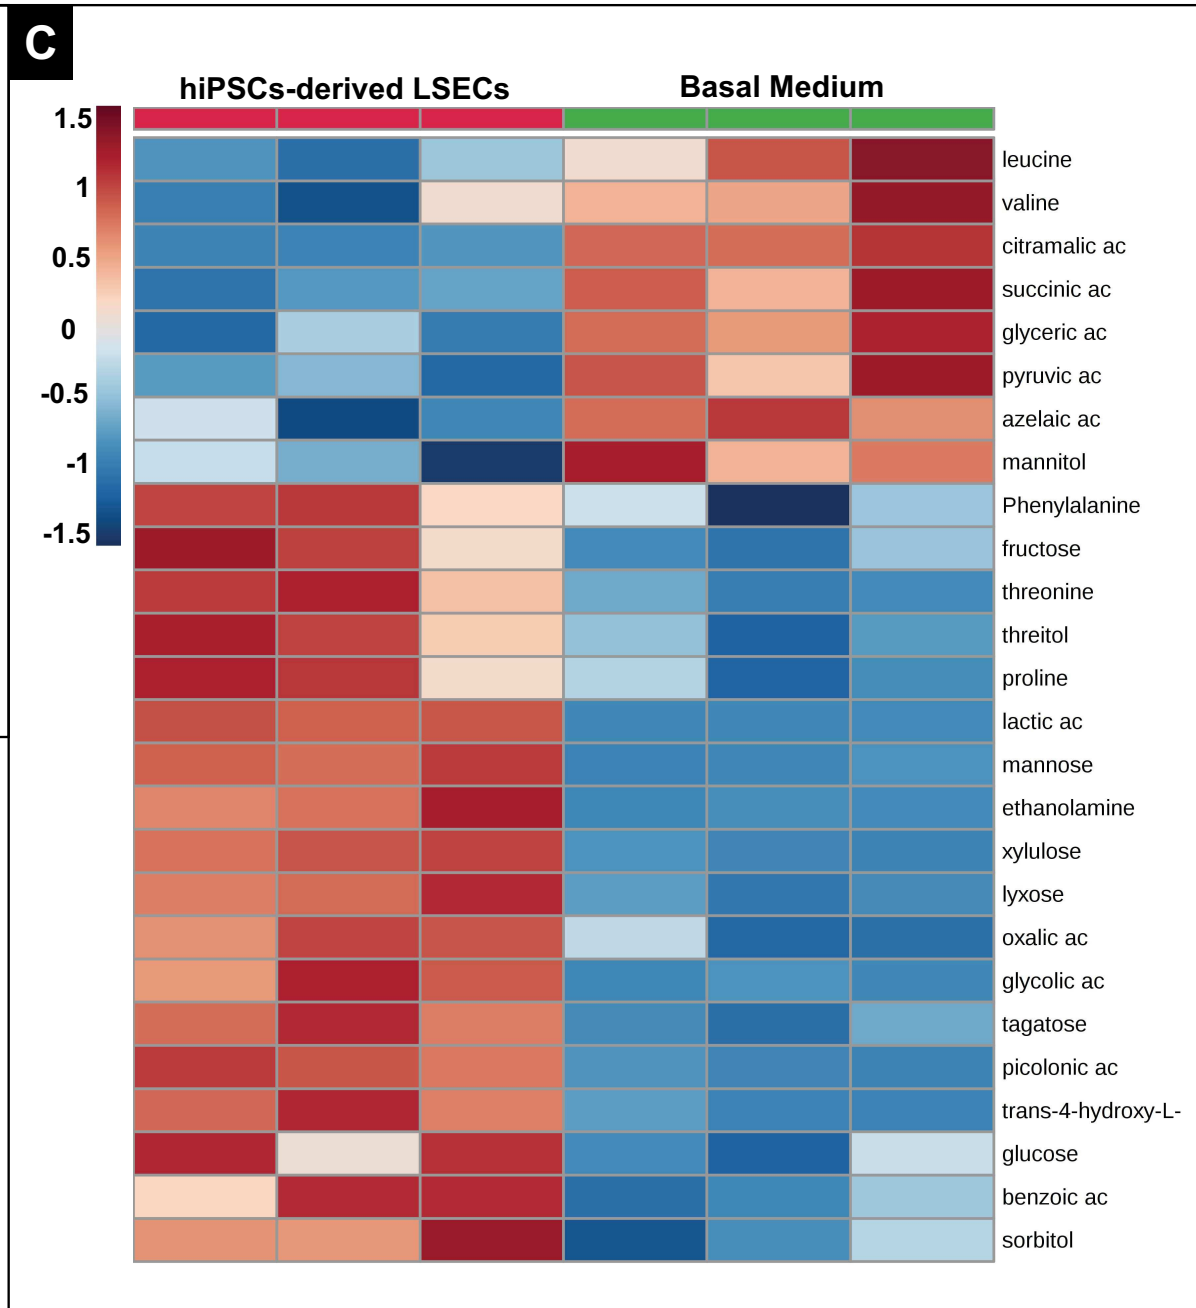 C
hiPSCs-derived LSECs
Basal Medium
1.5
1
0.5
0
-0.5
-1
-1.5
leucine
valine
citramalic ac
succinic ac
glyceric ac
pyruvic ac
azelaic ac
mannitol
Phenylalanine
fructose
threonine
threitol
proline
lactic ac
mannose
ethanolamine
xylulose
lyxose
oxalic ac
glycolic ac
tagatose
picolonic ac
trans-4-hydroxy-L-
glucose
benzoic ac
sorbitol